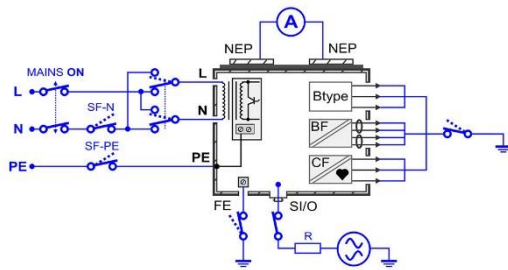 A
NEP NEP
MAINS ON
L
L
SF-N
N
N
SF-PE
PE
PE
Btype
BF
CF
FE
SI/O
R